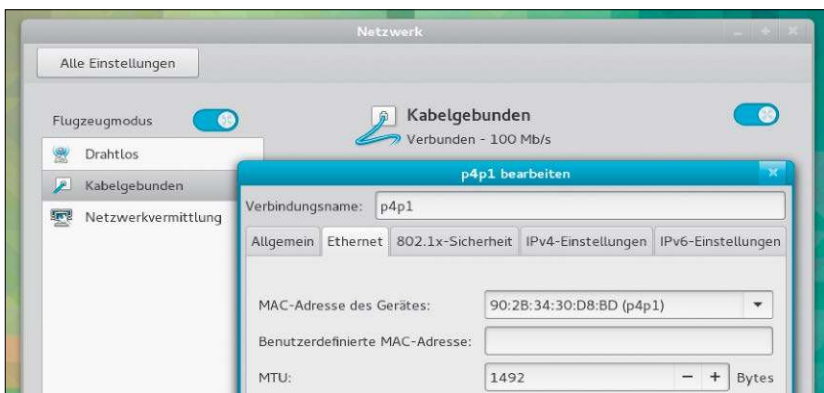 Netzwerk
Alle Einstellungen
Flugzeugmodus
Kabelgebunden
Verbunden - 100 Mb/s
Drahtlos
Kabelgebunden
Netzwerkvermittlung
p4p1 bearbeiten
Verbindungsname: p4p1
Allgemein Ethernet 802.1x-Sicherheit IPv4-Einstellungen IPv6-Einstellungen
MAC-Adresse des Gerätes: 90:2B:34:30:D8:BD (p4p1)
Benutzerdefinierte MAC-Adresse:
MTU: 1492 − + Bytes